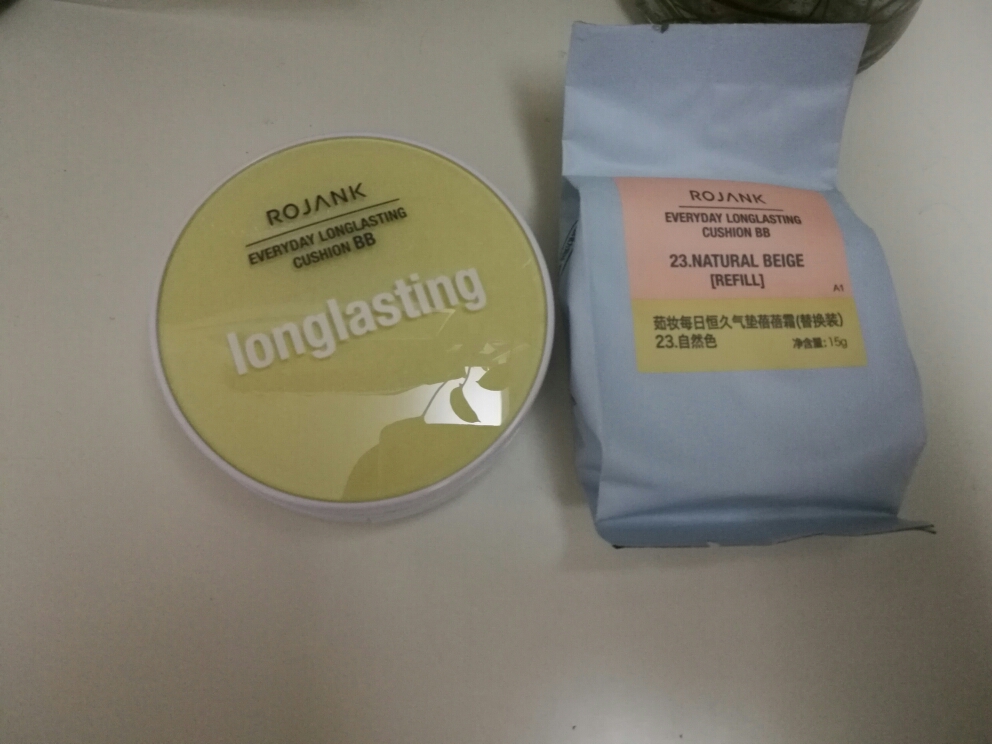 ROJANK
EVERYDAY LONGLASTING
CUSHION BB
longlasting
ROJANK
EVERYDAY LONGLASTING
CUSHION BB
23.NATURAL BEIGE
[REFILL]
A1
茹妆每日恒久气垫蓓蓓霜(替换装)
23.自然色 净含量:15g